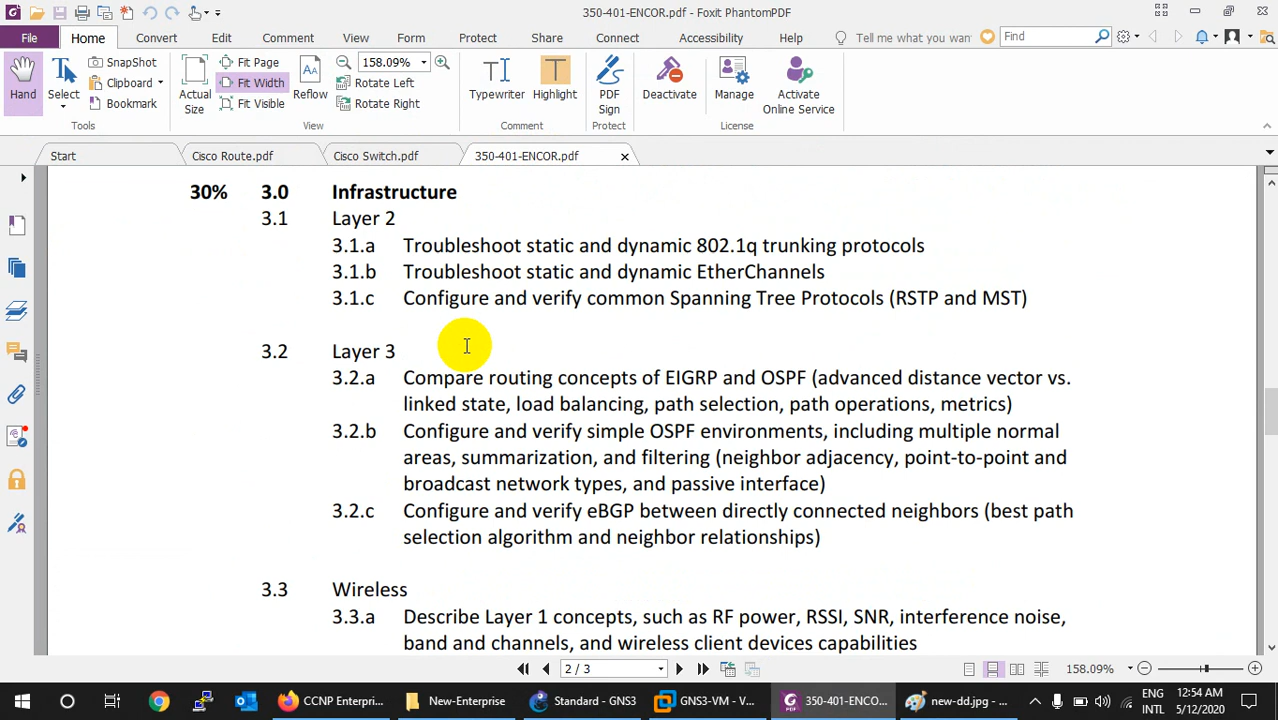 350-401-ENCOR.pdf - Foxit PhantomPDF
File Home Convert Edit Comment View Form Protect Share Connect Accessibility Help Tell me what you want... Find
Hand
Select
SnapShot
Clipboard
Bookmark
Tools
Actual
Size
Fit Page
Fit Width
Fit Visible
Reflow
158.09%
Rotate Left
Rotate Right
View
Typewriter
Highlight
Comment
PDF
Sign
Protect
Deactivate
Manage
Activate
Online Service
License
Start Cisco Route.pdf Cisco Switch.pdf 350-401-ENCOR.pdf
30% 3.0 Infrastructure
3.1 Layer 2
3.1.a Troubleshoot static and dynamic 802.1q trunking protocols
3.1.b Troubleshoot static and dynamic EtherChannels
3.1.c Configure and verify common Spanning Tree Protocols (RSTP and MST)
3.2 Layer 3
3.2.a Compare routing concepts of EIGRP and OSPF (advanced distance vector vs.
linked state, load balancing, path selection, path operations, metrics)
3.2.b Configure and verify simple OSPF environments, including multiple normal
areas, summarization, and filtering (neighbor adjacency, point-to-point and
broadcast network types, and passive interface)
3.2.c Configure and verify eBGP between directly connected neighbors (best path
selection algorithm and neighbor relationships)
3.3 Wireless
3.3.a Describe Layer 1 concepts, such as RF power, RSSI, SNR, interference noise,
band and channels, and wireless client devices capabilities
2 / 3 158.09%
CCNP Enterpri... New-Enterprise Standard - GNS3 GNS3-VM - V... 350-401-ENCO... new-dd.jpg - ...
ENG
INTL
12:54 AM
5/12/2020